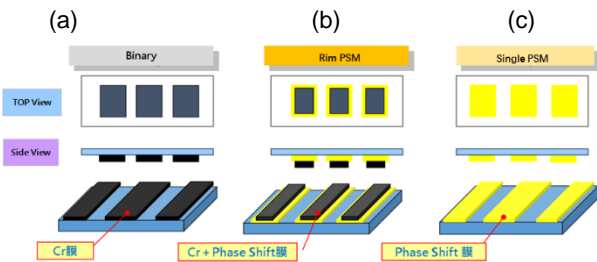 (a)
(b)
(c)
Binary
Rim PSM
Single PSM
TOP View
Side View
Cr膜
Cr + Phase Shift膜
Phase Shift 膜